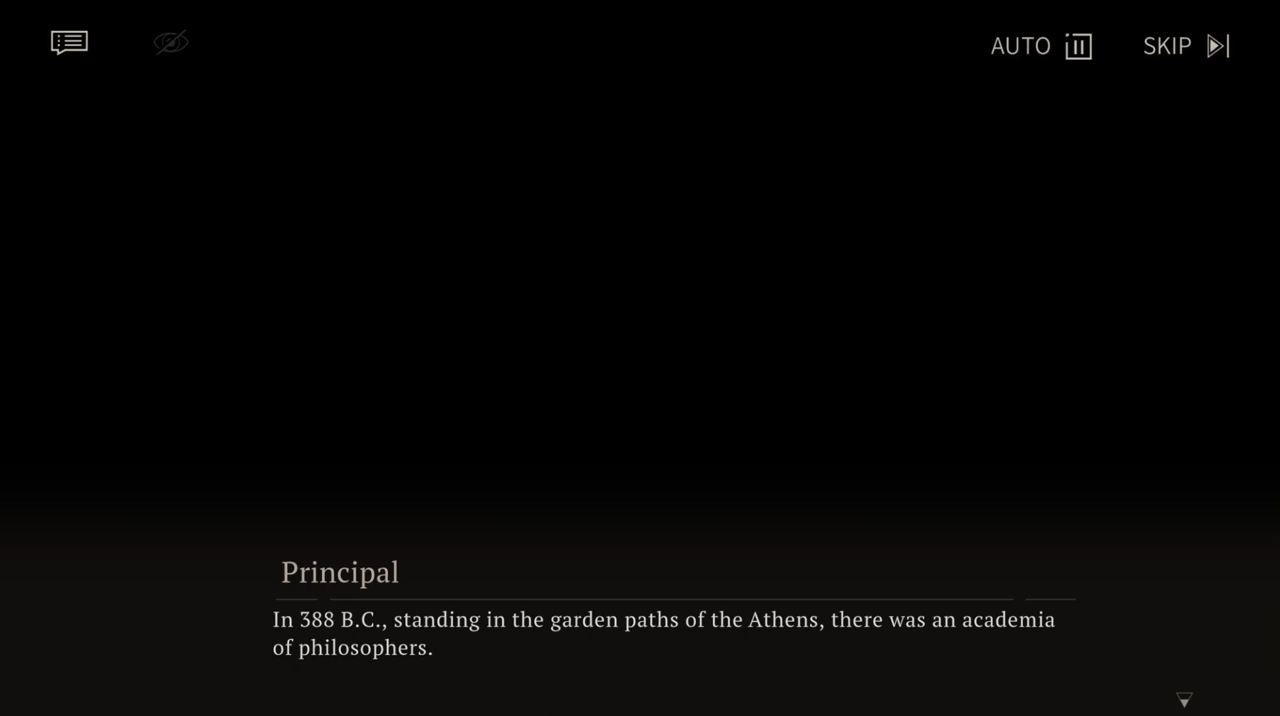 AUTO
SKIP
Principal
In 388 B.C., standing in the garden paths of the Athens, there was an academia
of philosophers.